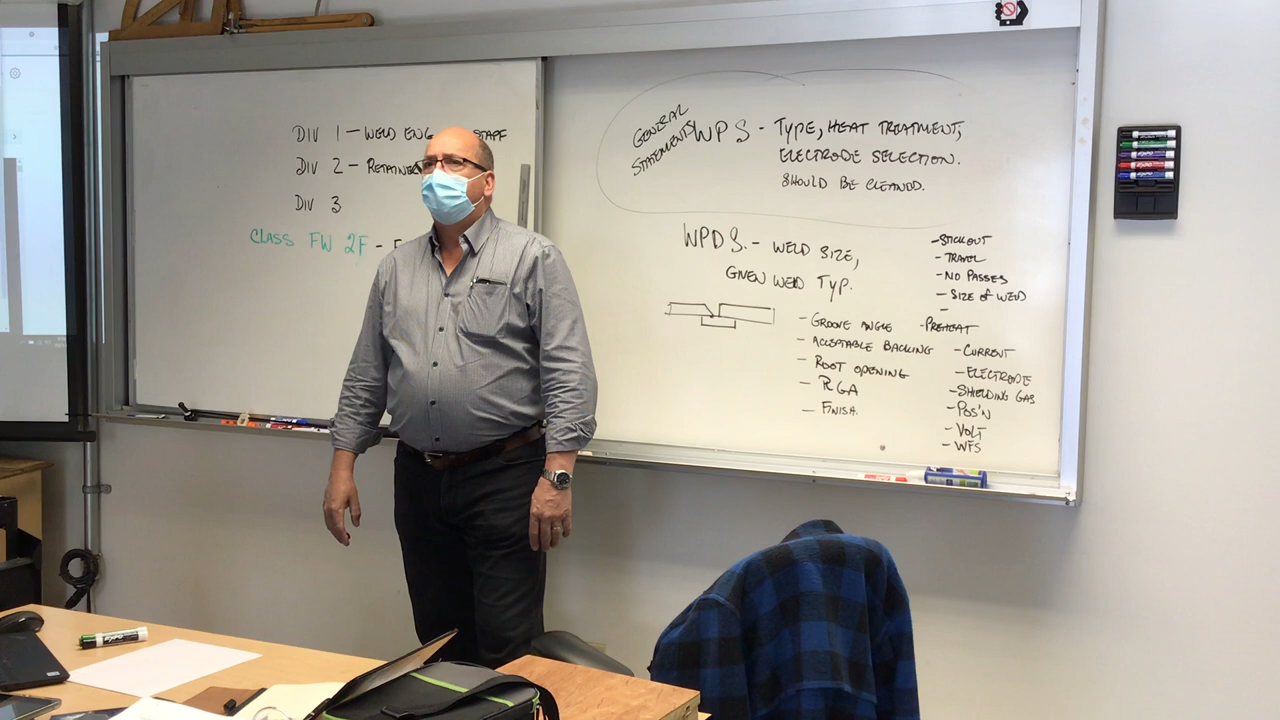 DIV 1 - WELD ENG STAFF
DIV 2 - RETAINER
DIV 3
CLASS FW 2F -
GENERAL
STATEMENTS
WPS - TYPE, HEAT TREATMENT,
ELECTRODE SELECTION.
SHOULD BE CLEANED.
WPDS. - WELD SIZE,
GIVEN WELD TYP.
- GROOVE ANGLE
- ACCEPTABLE BACKING
- ROOT OPENING
- RGA
- FINISH.
- STICKOUT
- TRAVEL
- NO PASSES
- SIZE OF WELD
-
- PREHEAT
- CURRENT
- ELECTRODE
- SHIELDING GAS
- POS'N
- VOLT
- WFS